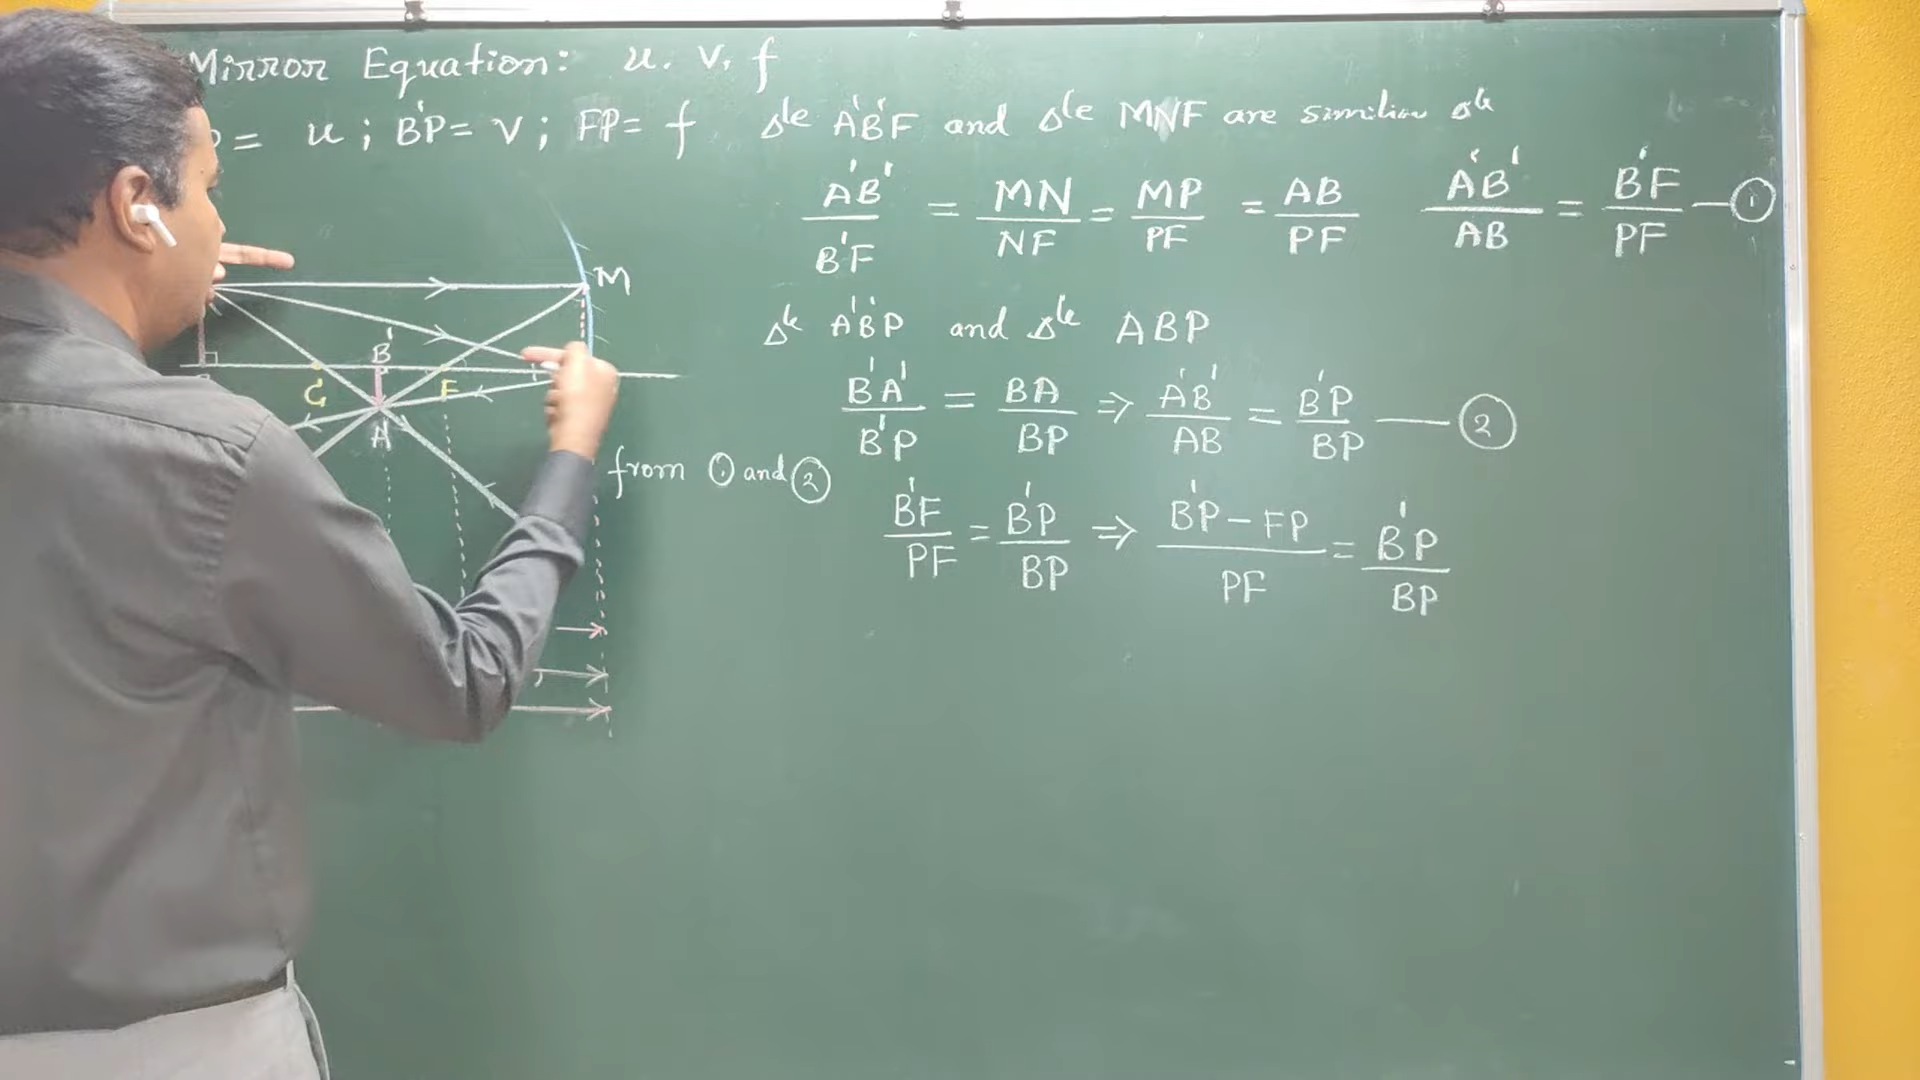 Mirror Equation: u. v. f
P = u ; B'P = v ; FP = f
Δle A'B'F and Δle MNF are similiar Δle
A'B'/B'F = MN/NF = MP/PF = AB/PF
A'B'/AB = B'F/PF — ①
Δle A'B'P and Δle ABP
B'A'/B'P = BA/BP ⇒ A'B'/AB = B'P/BP — ②
from ① and ②
B'F/PF = B'P/BP ⇒ B'P - FP/PF = B'P/BP
M
B'
C
F
A'